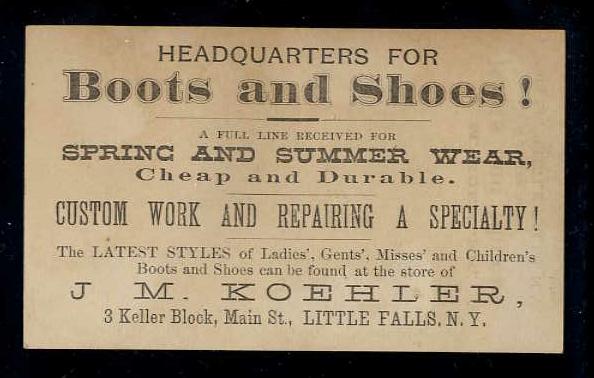 HEADQUARTERS FOR
Boots and Shoes!
A FULL LINE RECEIVED FOR
SPRING AND SUMMER WEAR,
Cheap and Durable.
CUSTOM WORK AND REPAIRING A SPECIALTY!
The LATEST STYLES of Ladies', Gents', Misses' and Children's
Boots and Shoes can be found at the store of
J M. KOEHLER,
3 Keller Block, Main St., LITTLE FALLS, N. Y.